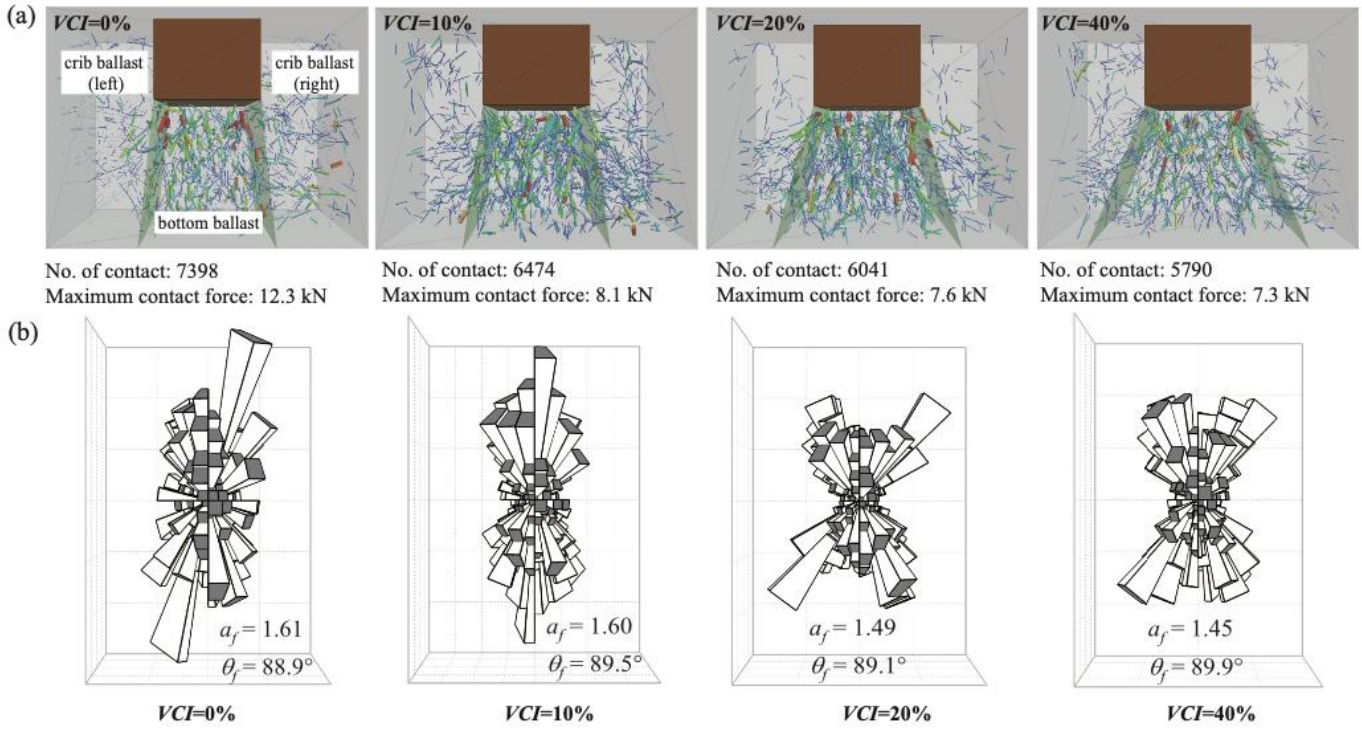 (a)
VCI=0%
VCI=10%
VCI=20%
VCI=40%
crib ballast
(left)
crib ballast
(right)
bottom ballast
No. of contact: 7398
Maximum contact force: 12.3 kN
No. of contact: 6474
Maximum contact force: 8.1 kN
No. of contact: 6041
Maximum contact force: 7.6 kN
No. of contact: 5790
Maximum contact force: 7.3 kN
(b)
a_f = 1.61
θ_f = 88.9°
a_f = 1.60
θ_f = 89.5°
a_f = 1.49
θ_f = 89.1°
a_f = 1.45
θ_f = 89.9°
VCI=0%
VCI=10%
VCI=20%
VCI=40%